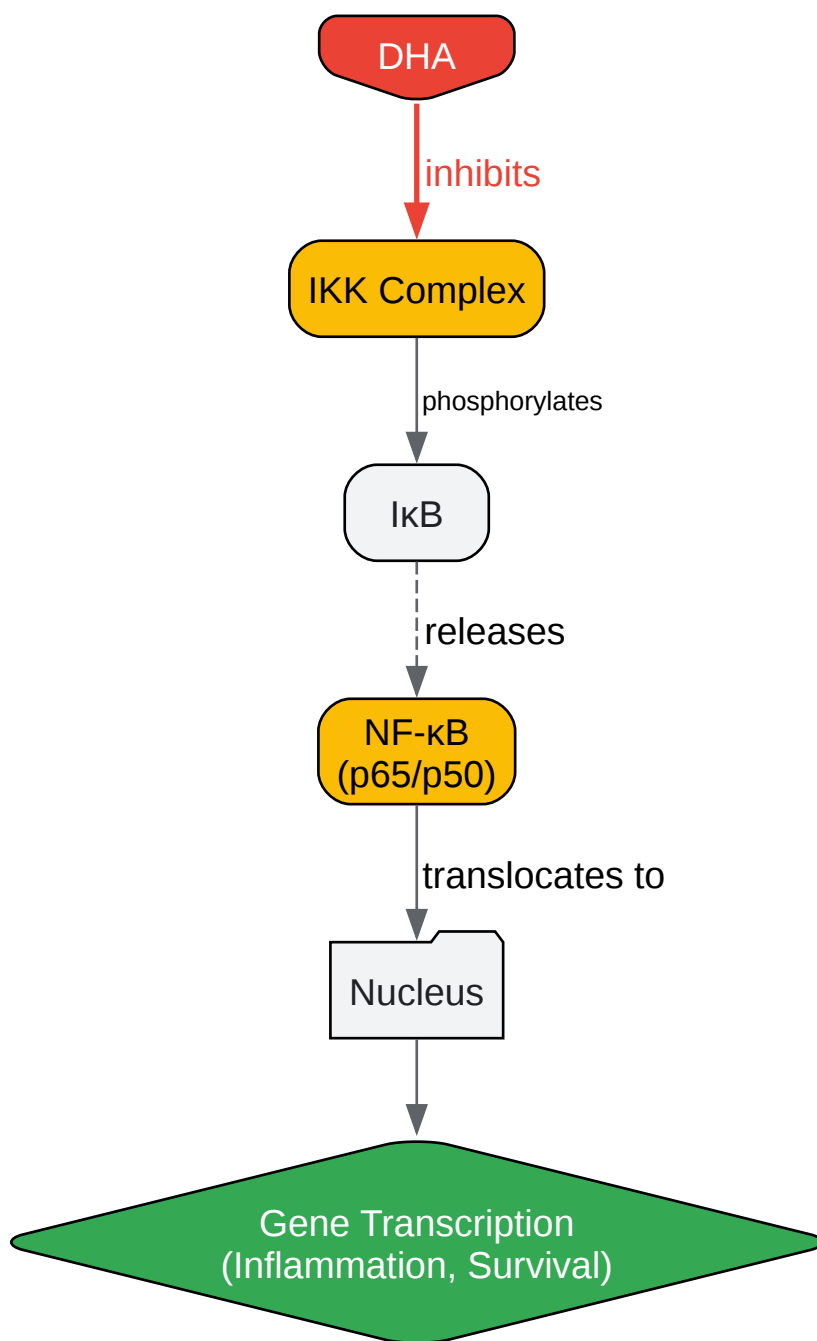 DHA
inhibits
IKK Complex
phosphorylates
IκB
releases
NF-κB
(p65/p50)
translocates to
Nucleus
Gene Transcription
(Inflammation, Survival)